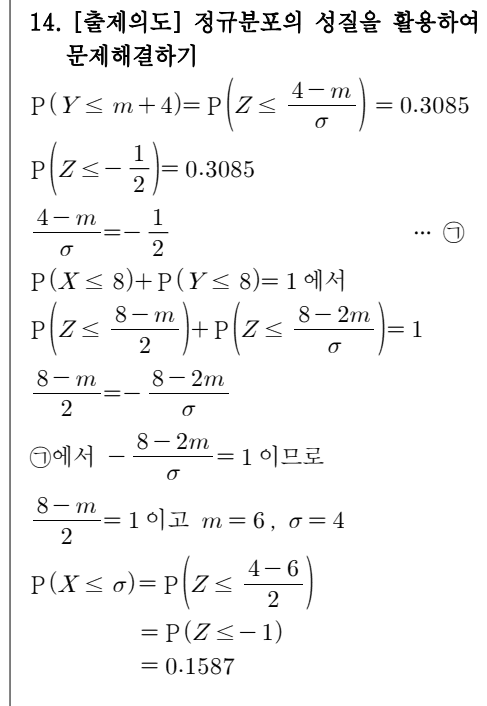 14. [출제의도] 정규분포의 성질을 활용하여
문제해결하기
P(Y ≤ m+4) = P(Z ≤ (4−m)/σ) = 0.3085
P(Z ≤ −1/2) = 0.3085
(4−m)/σ = −1/2 … ㉠
P(X ≤ 8)+P(Y ≤ 8)= 1 에서
P(Z ≤ (8−m)/2)+P(Z ≤ (8−2m)/σ)= 1
(8−m)/2 = −(8−2m)/σ
㉠에서 −(8−2m)/σ = 1 이므로
(8−m)/2 = 1 이고 m = 6, σ = 4
P(X ≤ σ)= P(Z ≤ (4−6)/2)
= P(Z ≤ −1)
= 0.1587